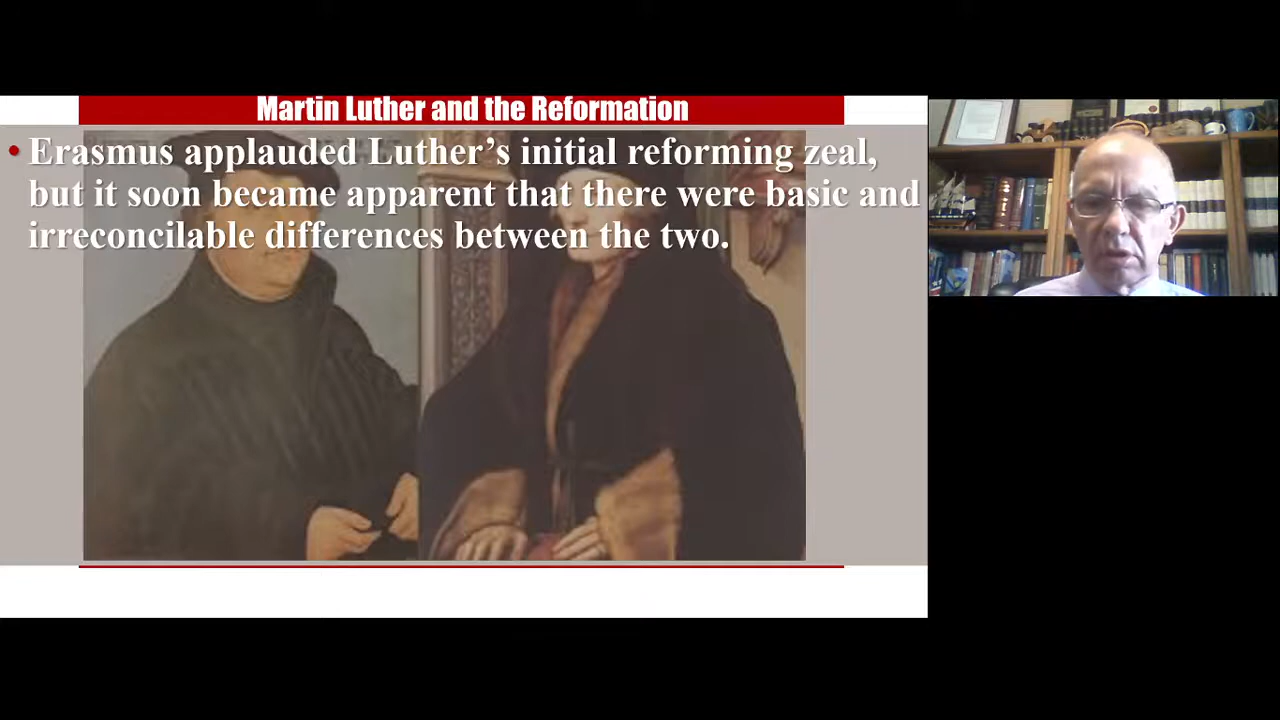 Martin Luther and the Reformation
• Erasmus applauded Luther’s initial reforming zeal,
but it soon became apparent that there were basic and
irreconcilable differences between the two.